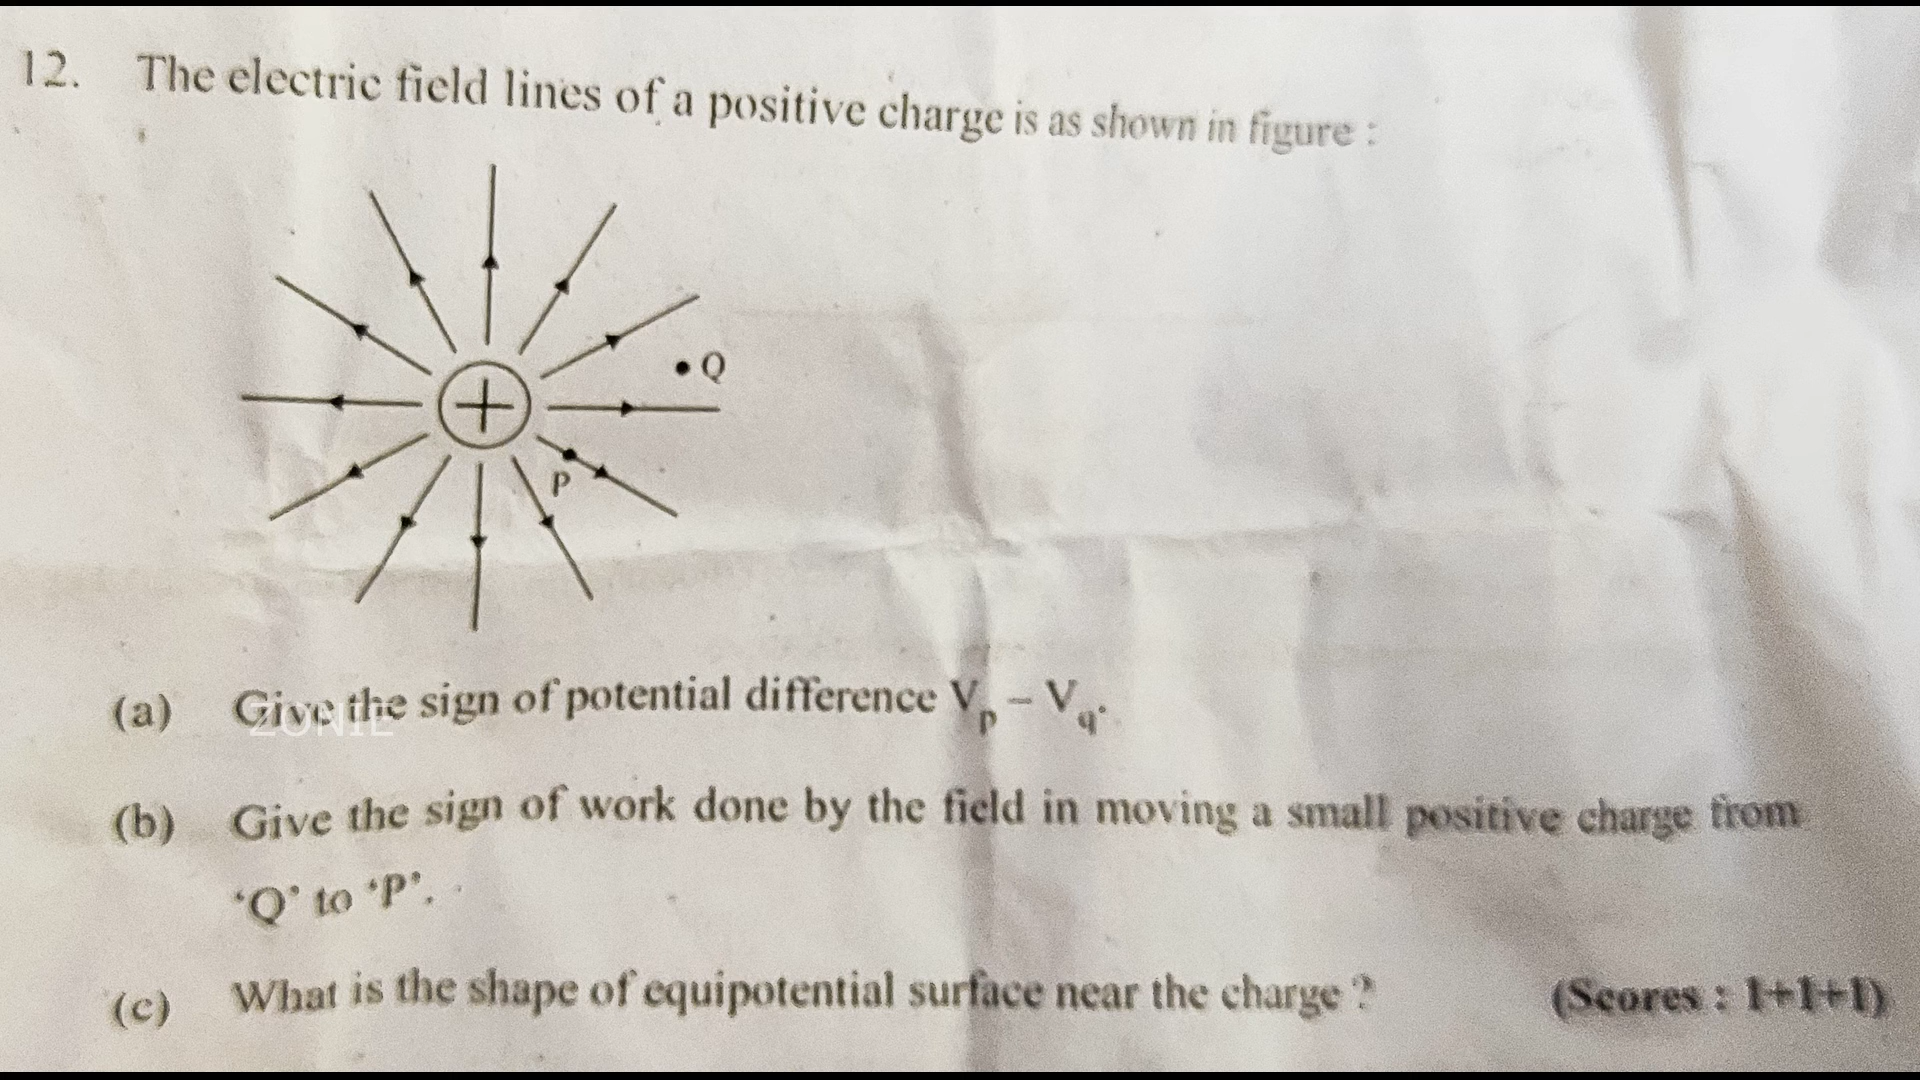 12. The electric field lines of a positive charge is as shown in figure :
• Q
P
(a) Give the sign of potential difference Vp – Vq.
ZONIE
(b) Give the sign of work done by the field in moving a small positive charge from
‘Q’ to ‘P’.
(c) What is the shape of equipotential surface near the charge ? (Scores : 1+1+1)